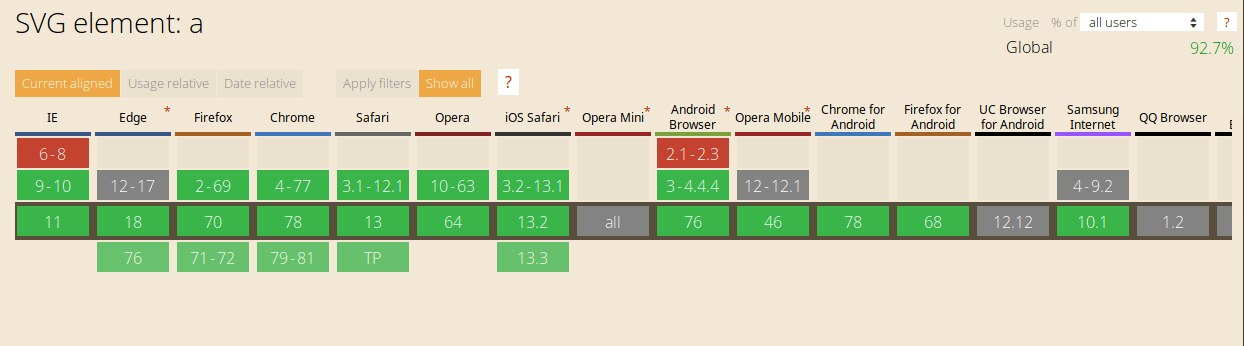 SVG element: a
Usage % of all users ?
Global 92.7%
Current aligned Usage relative Date relative Apply filters Show all ?
IE Edge * Firefox Chrome Safari Opera iOS Safari * Opera Mini * Android Browser * Opera Mobile * Chrome for Android Firefox for Android UC Browser for Android Samsung Internet QQ Browser
6-8 2.1-2.3
9-10 12-17 2-69 4-77 3.1-12.1 10-63 3.2-13.1 3-4.4.4 12-12.1 4-9.2
11 18 70 78 13 64 13.2 all 76 46 78 68 12.12 10.1 1.2
76 71-72 79-81 TP 13.3